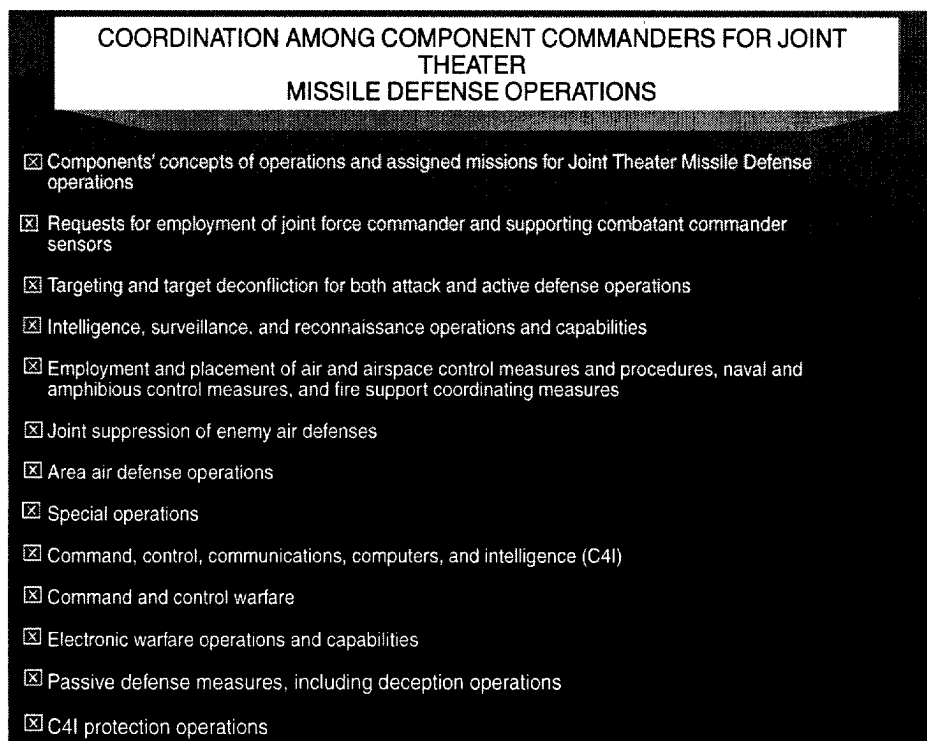 COORDINATION AMONG COMPONENT COMMANDERS FOR JOINT
THEATER
MISSILE DEFENSE OPERATIONS
Components' concepts of operations and assigned missions for Joint Theater Missile Defense
operations
Requests for employment of joint force commander and supporting combatant commander
sensors
Targeting and target deconfliction for both attack and active defense operations
Intelligence, surveillance, and reconnaissance operations and capabilities
Employment and placement of air and airspace control measures and procedures, naval and
amphibious control measures, and fire support coordinating measures
Joint suppression of enemy air defenses
Area air defense operations
Special operations
Command, control, communications, computers, and intelligence (C4I)
Command and control warfare
Electronic warfare operations and capabilities
Passive defense measures, including deception operations
C4I protection operations